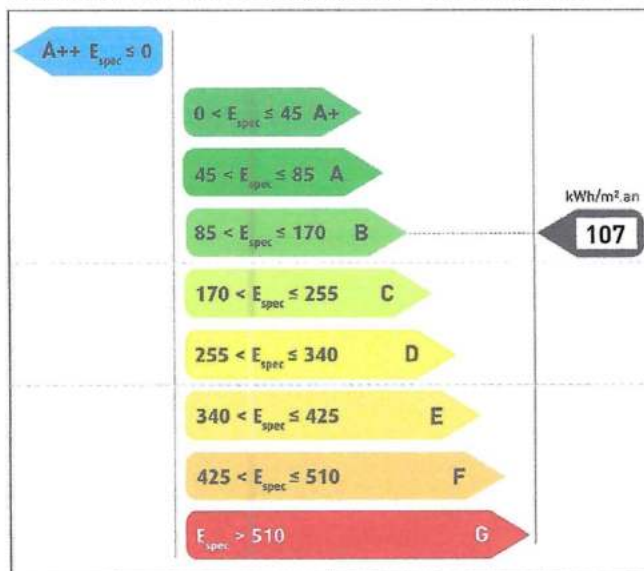 A++ Espec ≤ 0
0 < Espec ≤ 45 A+
45 < Espec ≤ 85 A
kWh/m².an
85 < Espec ≤ 170 B
107
170 < Espec ≤ 255 C
255 < Espec ≤ 340 D
340 < Espec ≤ 425 E
425 < Espec ≤ 510 F
Espec > 510 G